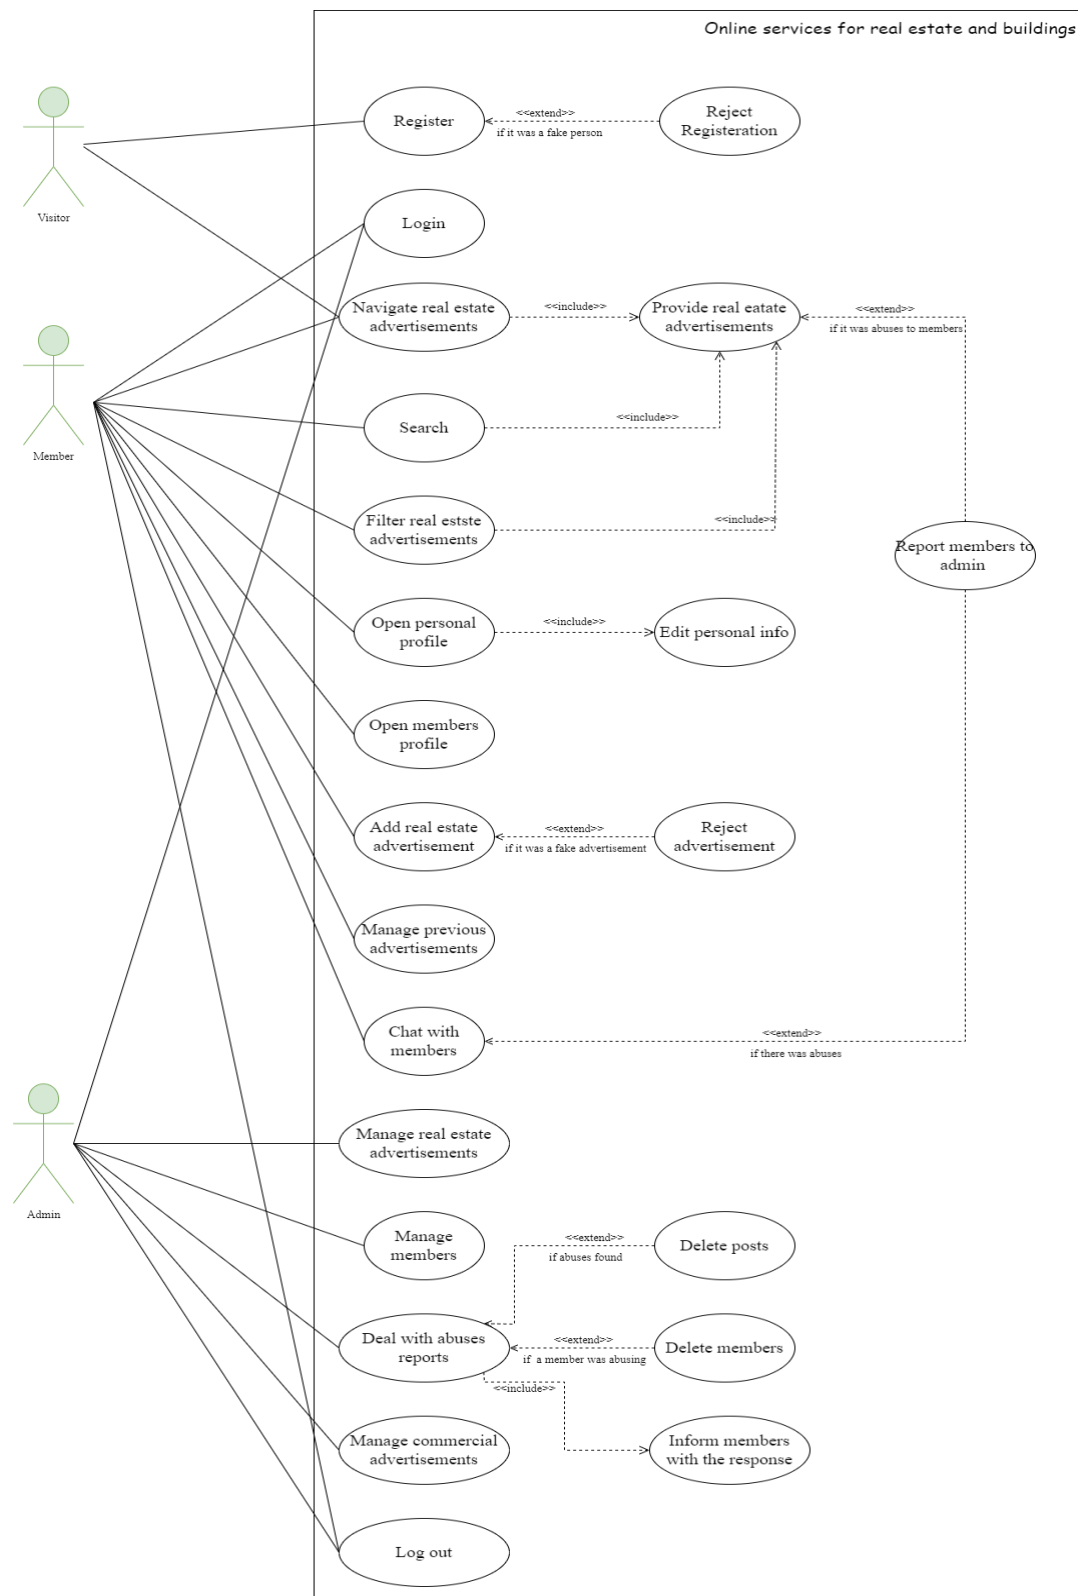 Online services for real estate and buildings
Register
<<extend>>
if it was a fake person
Reject
Registeration
Visitor
Login
Navigate real estate
advertisements
<<include>>
Provide real eatate
advertisements
<<extend>>
if it was abuses to members
Member
Search
<<include>>
Filter real estste
advertisements
<<include>>
Report members to
admin
Open personal
profile
<<include>>
Edit personal info
Open members
profile
Add real estate
advertisement
<<extend>>
if it was a fake advertisement
Reject
advertisement
Manage previous
advertisements
Chat with
members
<<extend>>
if there was abuses
Admin
Manage real estate
advertisements
Manage
members
<<extend>>
if abuses found
Delete posts
Deal with abuses
reports
<<extend>>
if  a member was abusing
Delete members
<<include>>
Manage commercial
advertisements
Inform members
with the response
Log out